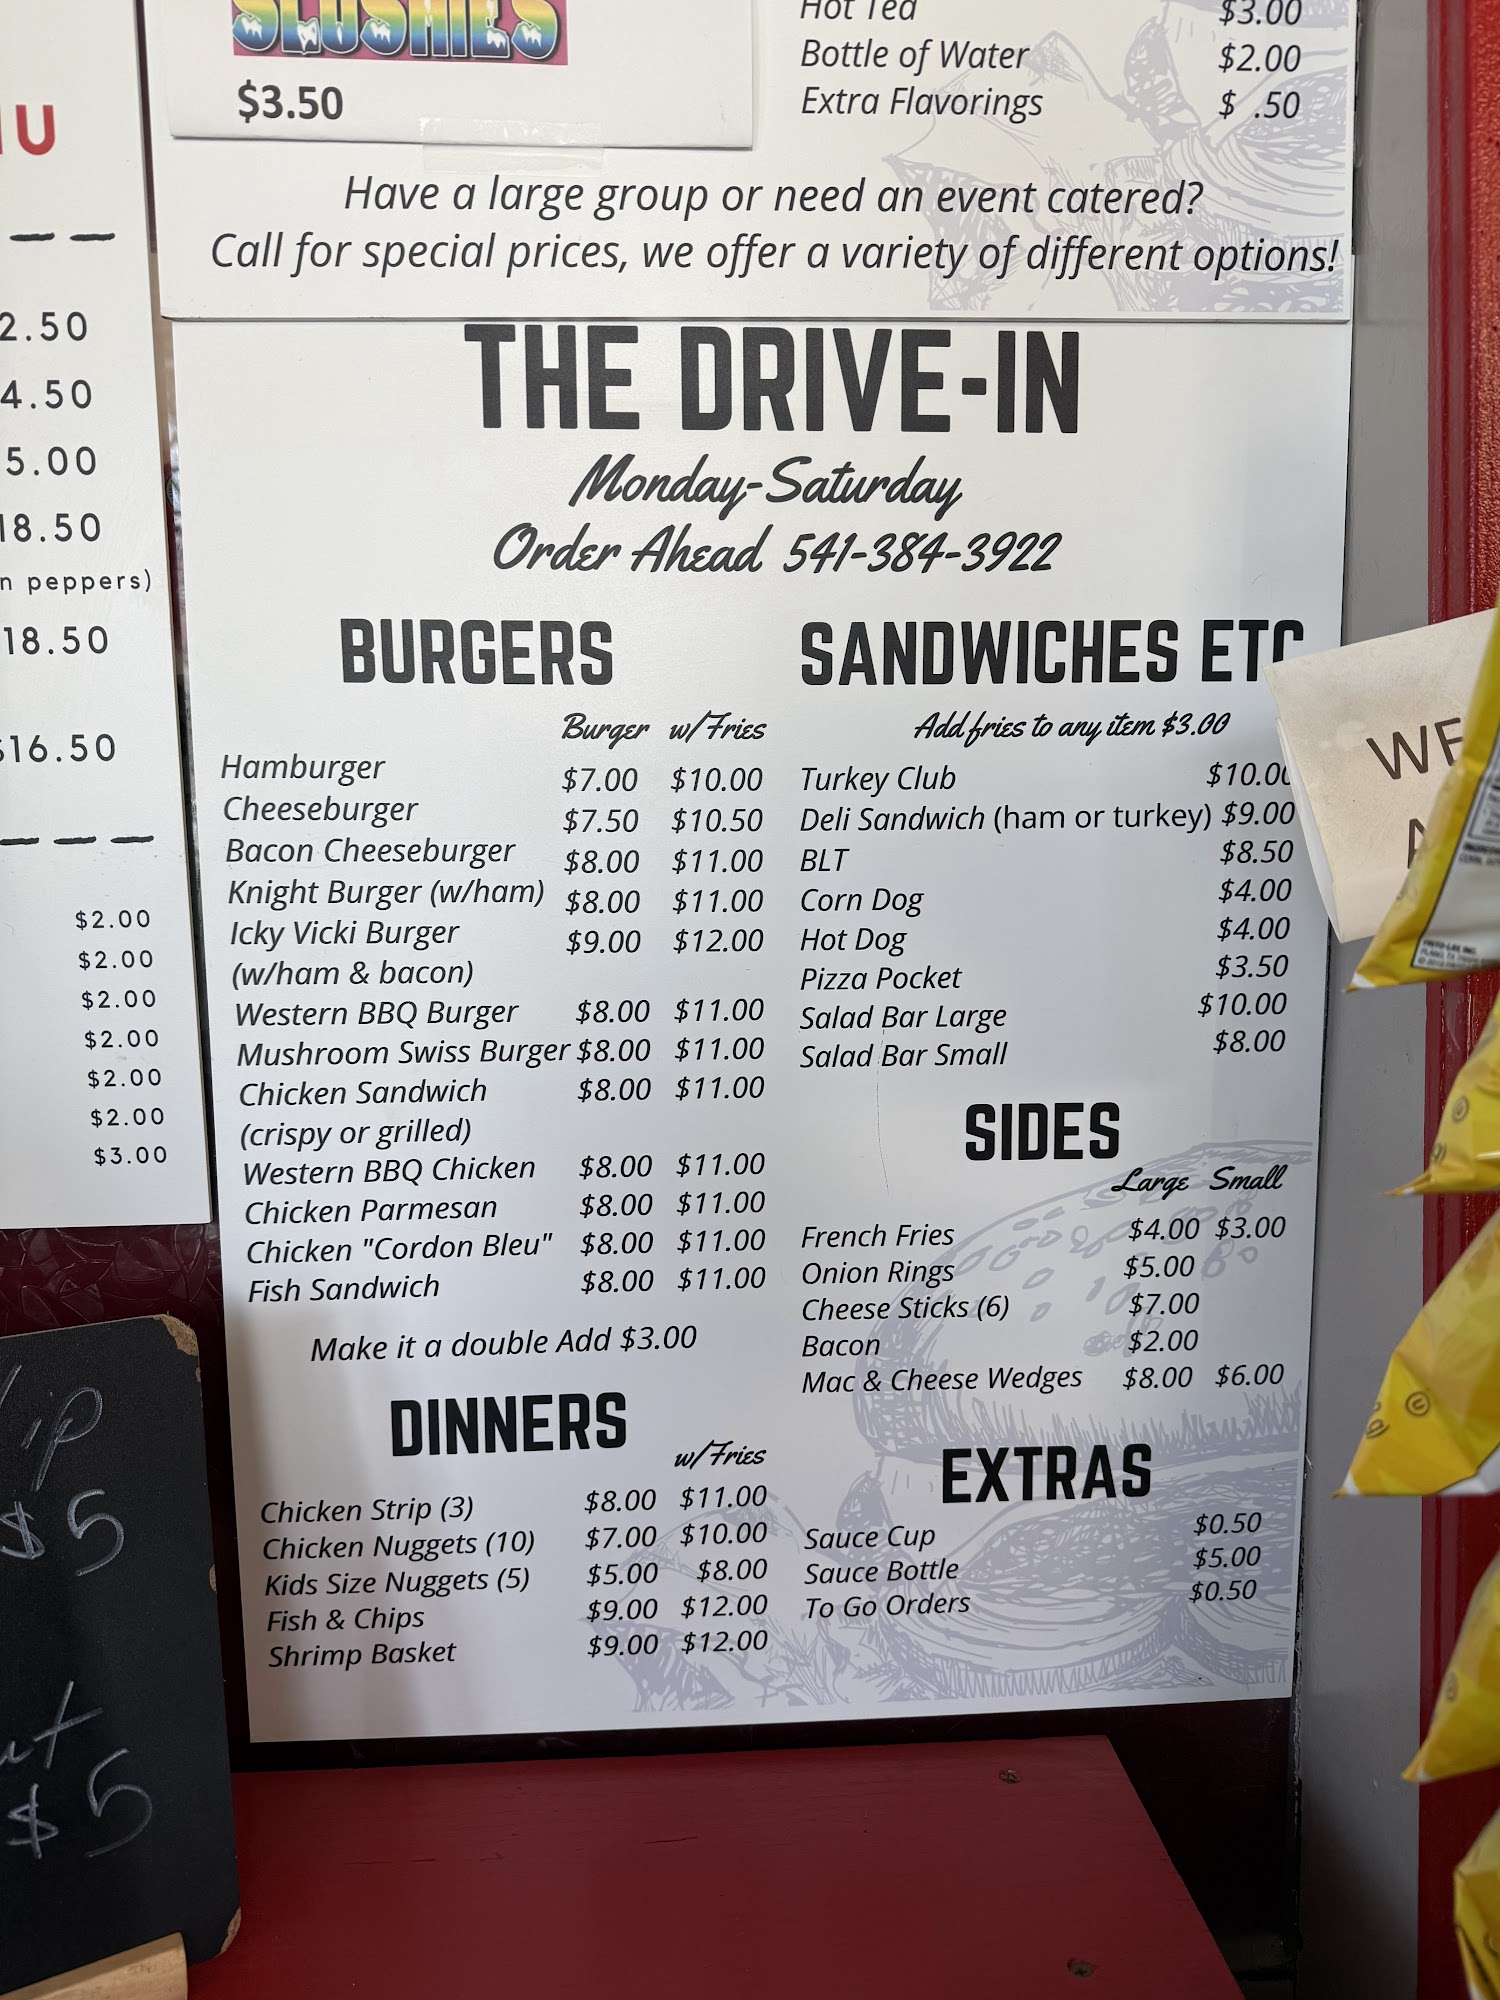 SLUSHIES
$3.50
Hot Tea $3.00
Bottle of Water $2.00
Extra Flavorings $ .50
Have a large group or need an event catered?
Call for special prices, we offer a variety of different options!
THE DRIVE-IN
Monday-Saturday
Order Ahead 541-384-3922
BURGERS
Burger w/Fries
Hamburger $7.00 $10.00
Cheeseburger $7.50 $10.50
Bacon Cheeseburger $8.00 $11.00
Knight Burger (w/ham) $8.00 $11.00
Icky Vicki Burger $9.00 $12.00
(w/ham & bacon)
Western BBQ Burger $8.00 $11.00
Mushroom Swiss Burger $8.00 $11.00
Chicken Sandwich $8.00 $11.00
(crispy or grilled)
Western BBQ Chicken $8.00 $11.00
Chicken Parmesan $8.00 $11.00
Chicken "Cordon Bleu" $8.00 $11.00
Fish Sandwich $8.00 $11.00
Make it a double Add $3.00
DINNERS
w/Fries
Chicken Strip (3) $8.00 $11.00
Chicken Nuggets (10) $7.00 $10.00
Kids Size Nuggets (5) $5.00 $8.00
Fish & Chips $9.00 $12.00
Shrimp Basket $9.00 $12.00
SANDWICHES ETC
Add fries to any item $3.00
Turkey Club $10.00
Deli Sandwich (ham or turkey) $9.00
BLT $8.50
Corn Dog $4.00
Hot Dog $4.00
Pizza Pocket $3.50
Salad Bar Large $10.00
Salad Bar Small $8.00
SIDES
Large Small
French Fries $4.00 $3.00
Onion Rings $5.00
Cheese Sticks (6) $7.00
Bacon $2.00
Mac & Cheese Wedges $8.00 $6.00
EXTRAS
Sauce Cup $0.50
Sauce Bottle $5.00
To Go Orders $0.50
U
2.50
4.50
5.00
18.50
n peppers)
18.50
$16.50
$2.00
$2.00
$2.00
$2.00
$2.00
$2.00
$3.00
ip
$5
$5
WE